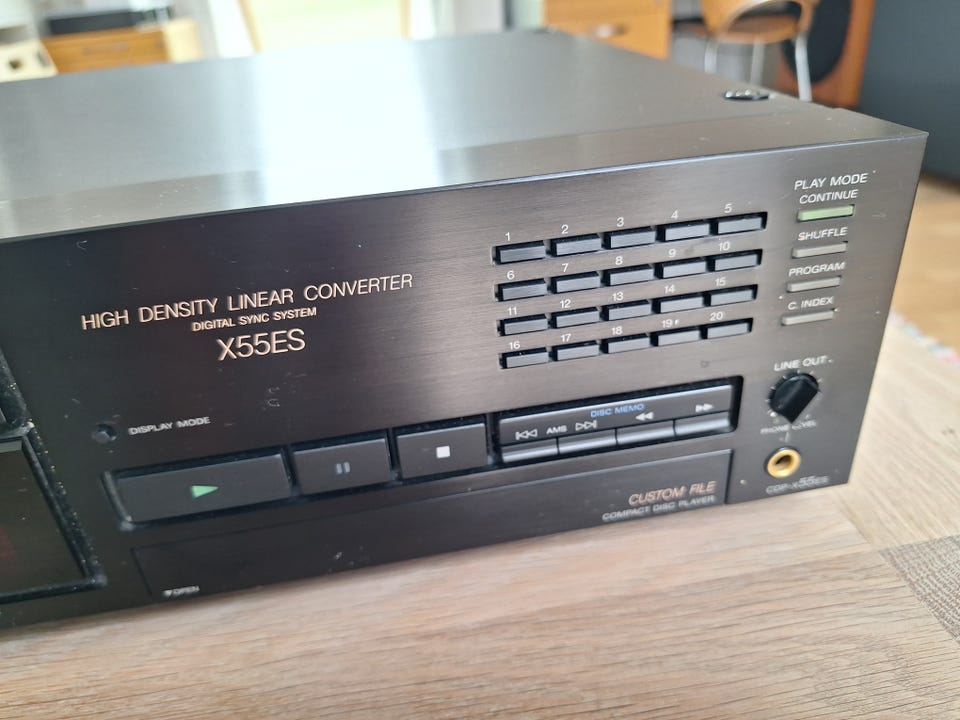 HIGH DENSITY LINEAR CONVERTER
DIGITAL SYNC SYSTEM
X55ES
1 2 3 4 5
6 7 8 9 10
11 12 13 14 15
16 17 18 19 20
PLAY MODE
CONTINUE
SHUFFLE
PROGRAM
C. INDEX
LINE OUT
PHONE LEVEL
DISPLAY MODE
DISC MEMO
AMS
CUSTOM FILE
COMPACT DISC PLAYER
CDP-X55ES
▼OPEN